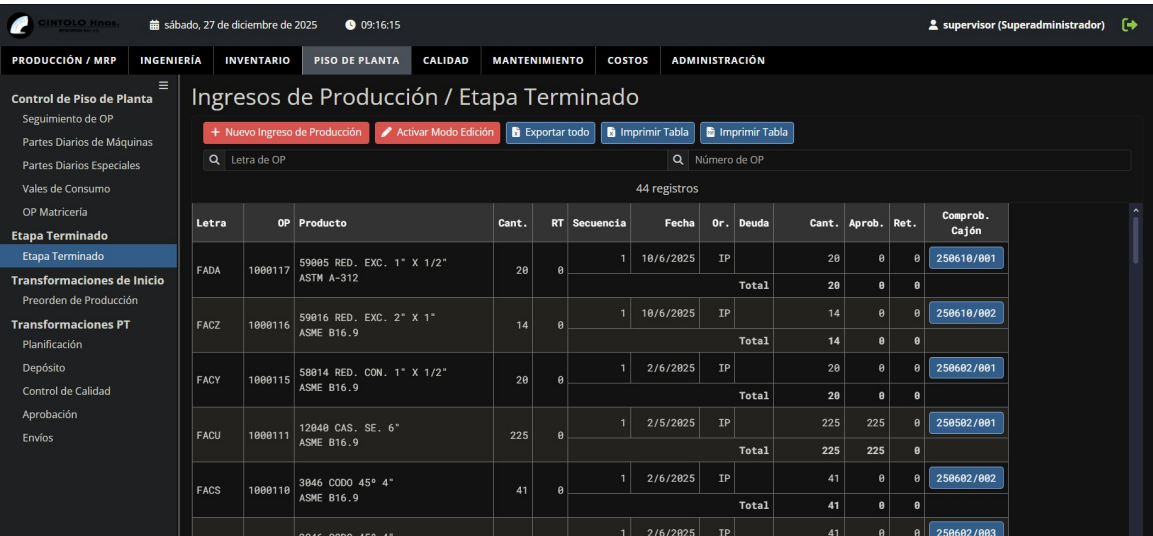 CINTOLO Hnos.
sábado, 27 de diciembre de 2025
09:16:15
supervisor (Superadministrador)
PRODUCCIÓN / MRP INGENIERÍA INVENTARIO PISO DE PLANTA CALIDAD MANTENIMIENTO COSTOS ADMINISTRACIÓN
Control de Piso de Planta
Seguimiento de OP
Partes Diarios de Máquinas
Partes Diarios Especiales
Vales de Consumo
OP Matricería
Etapa Terminado
Etapa Terminado
Transformaciones de Inicio
Preorden de Producción
Transformaciones PT
Planificación
Depósito
Control de Calidad
Aprobación
Envíos
Ingresos de Producción / Etapa Terminado
+ Nuevo Ingreso de Producción Activar Modo Edición Exportar todo Imprimir Tabla Imprimir Tabla
Letra de OP Número de OP
44 registros
Letra OP Producto Cant. RT Secuencia Fecha Or. Deuda Cant. Aprob. Ret. Comprob.
Cajón
FADA 1000117 59005 RED. EXC. 1" X 1/2" 20 0 1 10/6/2025 IP 20 0 0 250610/001
ASTM A-312
Total 20 0 0
FACZ 1000116 59016 RED. EXC. 2" X 1" 14 0 1 10/6/2025 IP 14 0 0 250610/002
ASME B16.9
Total 14 0 0
FACY 1000115 58014 RED. CON. 1" X 1/2" 20 0 1 2/6/2025 IP 20 0 0 250602/001
ASME B16.9
Total 20 0 0
FACU 1000111 12040 CAS. SE. 6" 225 0 1 2/5/2025 IP 225 225 0 250502/001
ASME B16.9
Total 225 225 0
FACS 1000110 3046 CODO 45º 4" 41 0 1 2/6/2025 IP 41 0 0 250602/002
ASME B16.9
Total 41 0 0
3046 CODO 45º 4" 1 2/6/2025 IP 41 0 0 250602/003